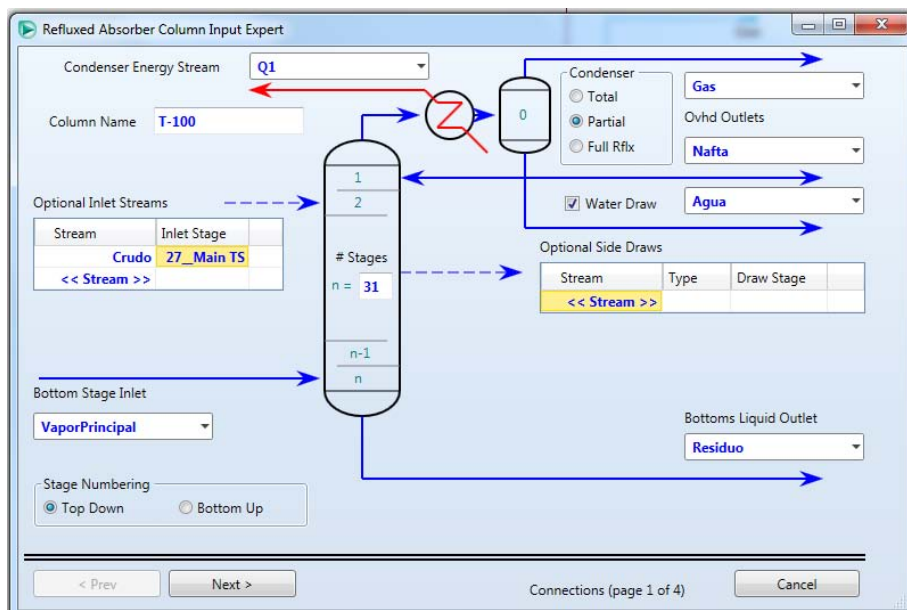 Refluxed Absorber Column Input Expert
Condenser Energy Stream
Q1
Column Name
T-100
0
Condenser
Total
Partial
Full Rflx
Gas
Ovhd Outlets
Nafta
Water Draw
Agua
1
2
# Stages
n = 31
n-1
n
Optional Inlet Streams
Stream Inlet Stage
Crudo 27__Main TS
<< Stream >>
Optional Side Draws
Stream Type Draw Stage
<< Stream >>
Bottom Stage Inlet
VaporPrincipal
Bottoms Liquid Outlet
Residuo
Stage Numbering
Top Down Bottom Up
< Prev Next > Connections (page 1 of 4) Cancel